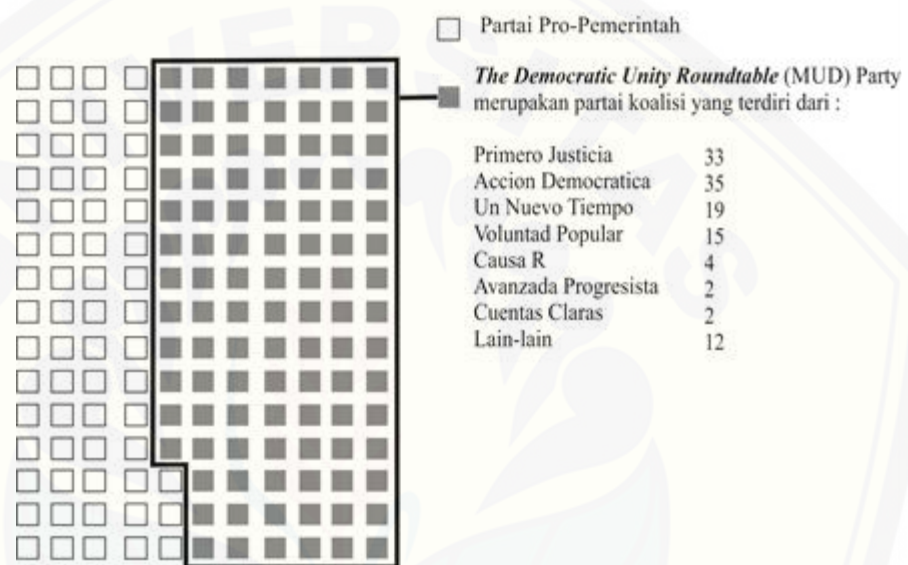 Partai Pro-Pemerintah
The Democratic Unity Roundtable (MUD) Party
merupakan partai koalisi yang terdiri dari :
Primero Justicia 33
Accion Democratica 35
Un Nuevo Tiempo 19
Voluntad Popular 15
Causa R 4
Avanzada Progresista 2
Cuentas Claras 2
Lain-lain 12